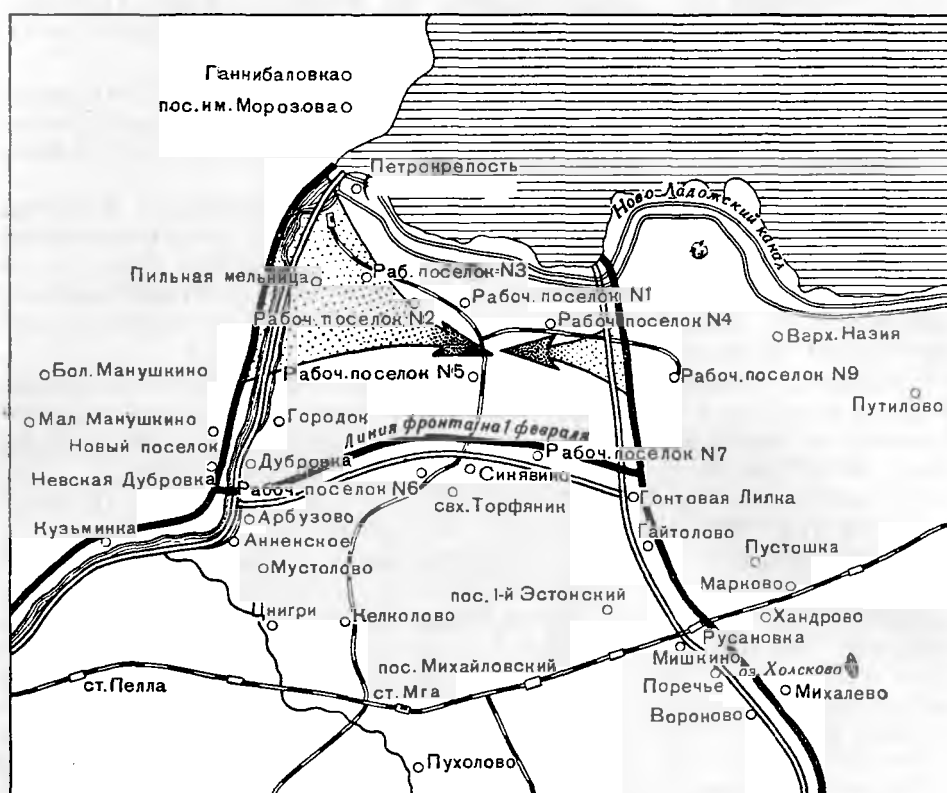 Ганнибаловка
пос. им. Морозова
Петрокрепость
Ново-Ладожский канал
Пильная мельница
Раб. поселок N3
Рабоч. поселок N1
Рабоч. поселок N2
Рабоч. поселок N4
Верх. Назия
Бол. Манушкино
Рабоч. поселок N5
Рабоч. поселок N9
Путилово
Мал Манушкино
Городок
Линия фронта на 1 февраля
Новый поселок
Дубровка
Рабоч. поселок N7
Невская Дубровка
Рабоч. поселок N6
Синявино
свх. Торфяник
Гонтовая Лилка
Кузьминка
Арбузово
Анненское
Гайтолово
Пустошка
Мустолово
Марково
пос. 1-й Эстонский
Цнигри
Келколово
Хандрово
Русановка
пос. Михайловский
Мишкино
оз. Холсково
ст. Пелла
ст. Мга
Поречье
Михалево
Вороново
Пухолово